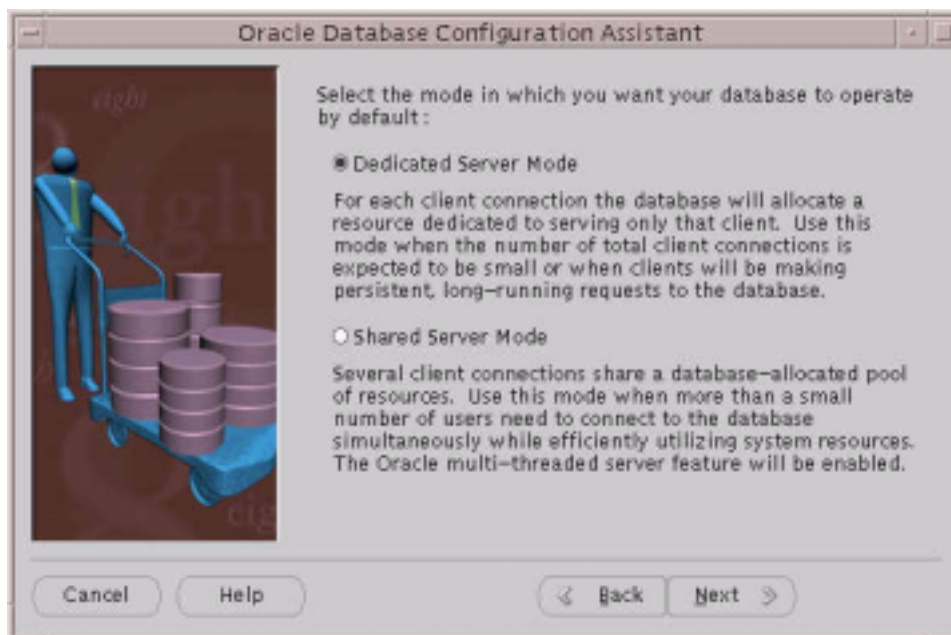 Oracle Database Configuration Assistant
eight
Select the mode in which you want your database to operate
by default:
Dedicated Server Mode
For each client connection the database will allocate a
resource dedicated to serving only that client. Use this
mode when the number of total client connections is
expected to be small or when clients will be making
persistent, long-running requests to the database.
Shared Server Mode
Several client connections share a database-allocated pool
of resources. Use this mode when more than a small
number of users need to connect to the database
simultaneously while efficiently utilizing system resources.
The Oracle multi-threaded server feature will be enabled.
Cancel
Help
Back
Next